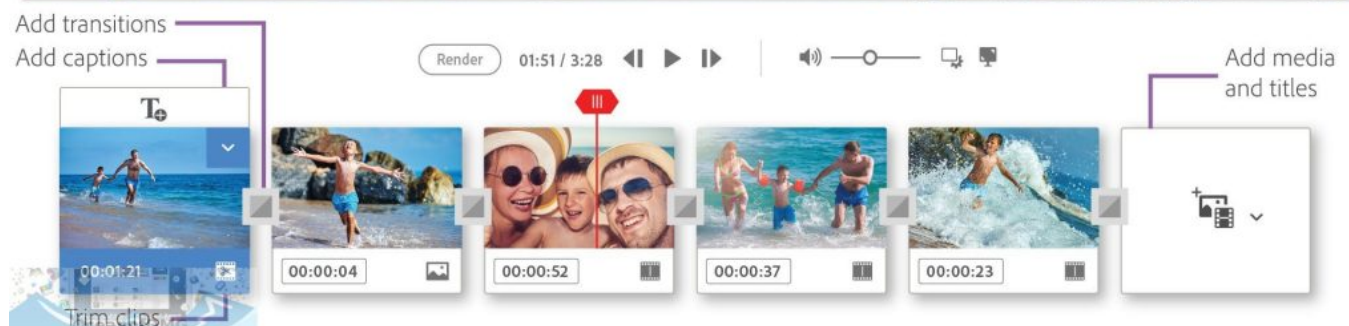 Add transitions
Add captions
Render 01:51 / 3:28
Add media
and titles
T
00:01:21
00:00:04
00:00:52
00:00:37
00:00:23
Trim clips